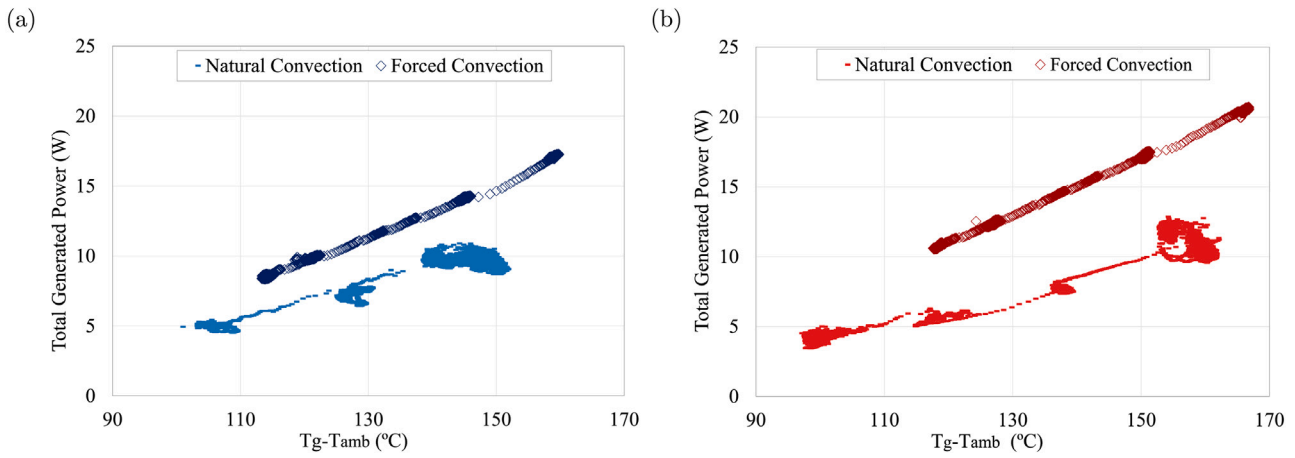 (a)
25
Natural Convection Forced Convection
20
15
10
5
0
90 110 130 150 170
Total Generated Power (W)
Tg-Tamb (ºC)
(b)
25
Natural Convection Forced Convection
20
15
10
5
0
90 110 130 150 170
Total Generated Power (W)
Tg-Tamb (ºC)